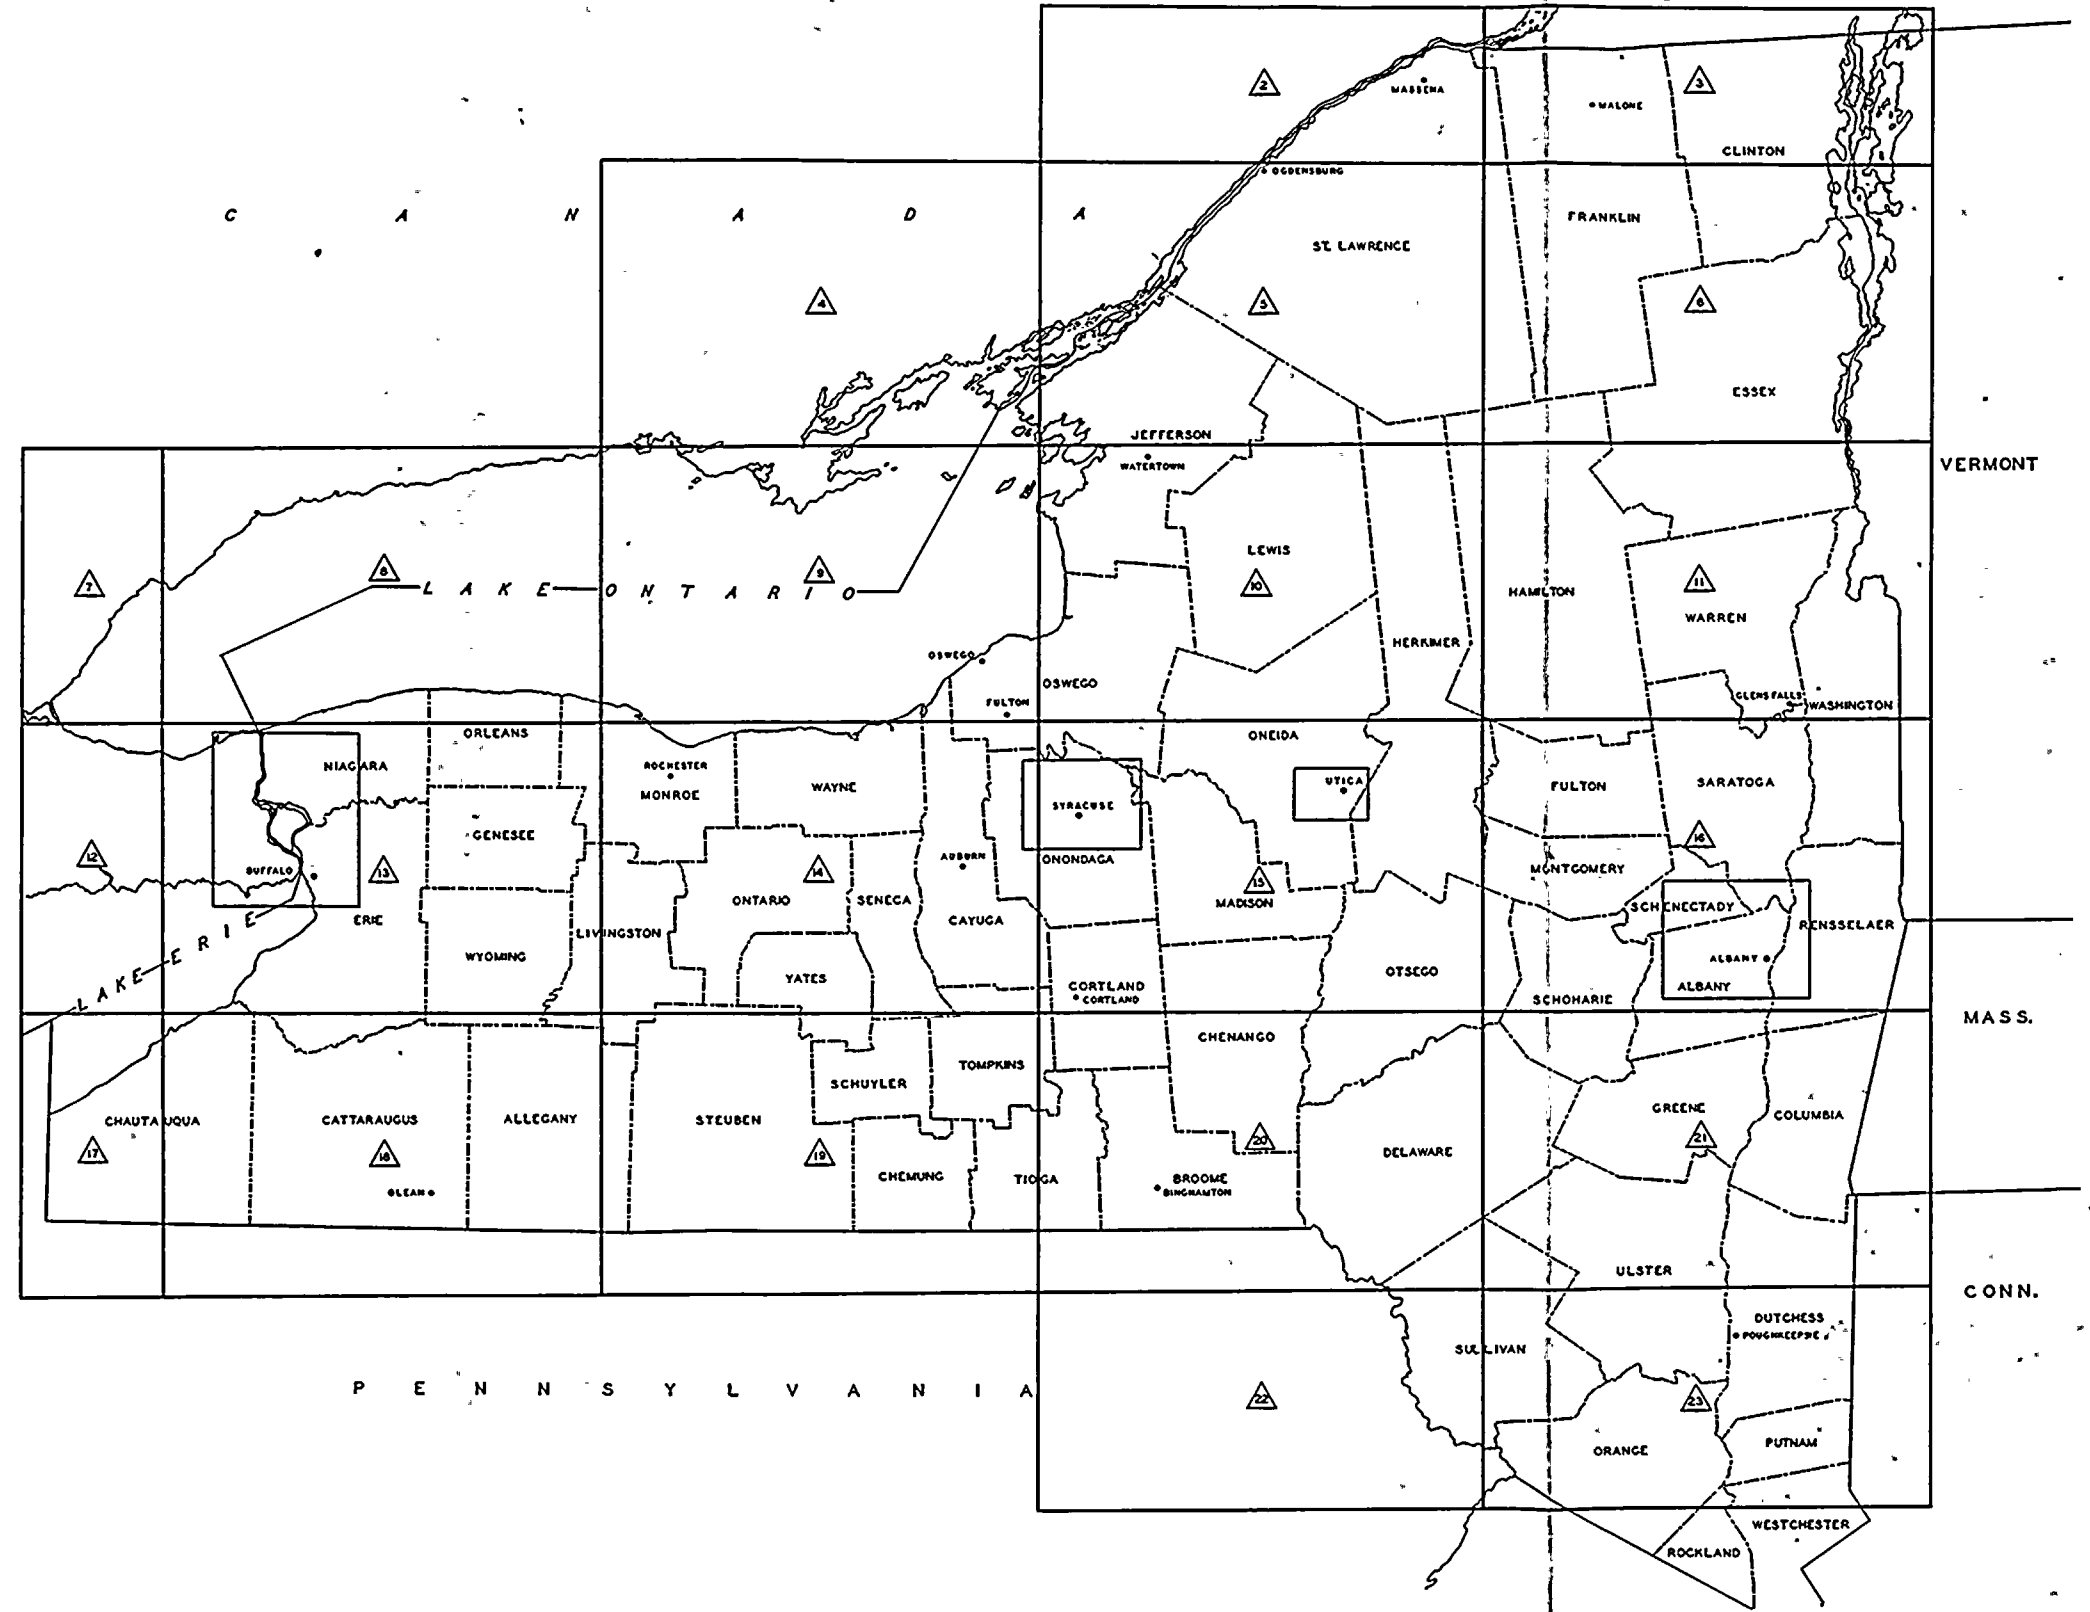 2
3
MASSENA
MALONE
CLINTON
OGDENSBURG
C A N A D A
FRANKLIN
ST. LAWRENCE
4
5
6
ESSEX
JEFFERSON
WATERTOWN
VERMONT
LEWIS
7
8
9
10
11
LAKE ONTARIO
HAMILTON
WARREN
HERKIMER
OSWEGO
OSWEGO
FULTON
GLENS FALLS
WASHINGTON
ORLEANS
ONEIDA
NIAGARA
ROCHESTER
MONROE
WAYNE
UTICA
FULTON
SARATOGA
SYRACUSE
GENESEE
12
13
BUFFALO
14
AUBURN
ONONDAGA
15
16
MONTGOMERY
ERIE
ONTARIO
SENECA
CAYUGA
MADISON
SCHENECTADY
RENSSELAER
LAKE ERIE
LIVINGSTON
WYOMING
YATES
CORTLAND
CORTLAND
OTSEGO
ALBANY
ALBANY
SCHOHARIE
MASS.
CHENANGO
TOMPKINS
SCHUYLER
CHAUTAUQUA
CATTARAUGUS
ALLEGANY
STEUBEN
GREENE
COLUMBIA
17
18
19
20
21
DELAWARE
OLEAN
CHEMUNG
TIOGA
BROOME
BINGHAMTON
ULSTER
CONN.
DUTCHESS
POUGHKEEPSIE
SULLIVAN
PENNSYLVANIA
22
23
ORANGE
PUTNAM
WESTCHESTER
ROCKLAND